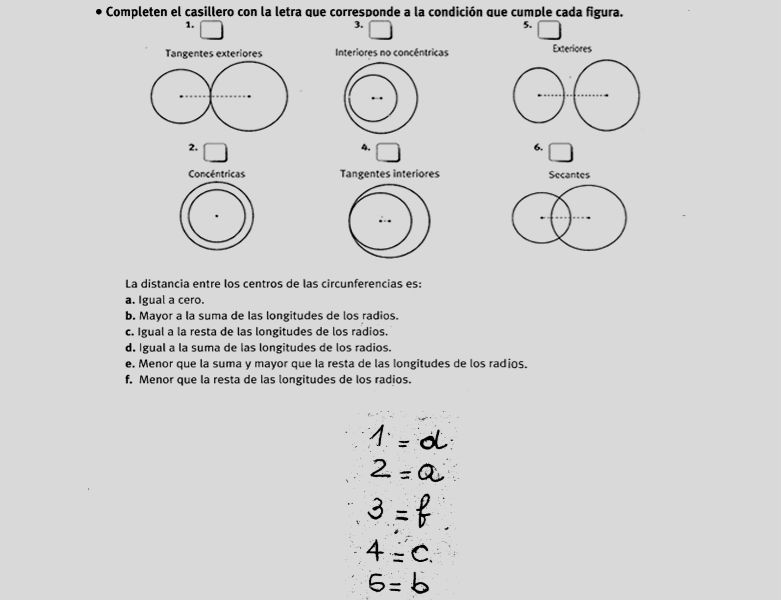 • Completen el casillero con la letra que corresponde a la condición que cumple cada figura.
1.
Tangentes exteriores
3.
Interiores no concéntricas
5.
Exteriores
2.
Concéntricas
4.
Tangentes interiores
6.
Secantes
La distancia entre los centros de las circunferencias es:
a. Igual a cero.
b. Mayor a la suma de las longitudes de los radios.
c. Igual a la resta de las longitudes de los radios.
d. Igual a la suma de las longitudes de los radios.
e. Menor que la suma y mayor que la resta de las longitudes de los radios.
f. Menor que la resta de las longitudes de los radios.
1 = d
2 = a
3 = f
4 = c.
5 = b